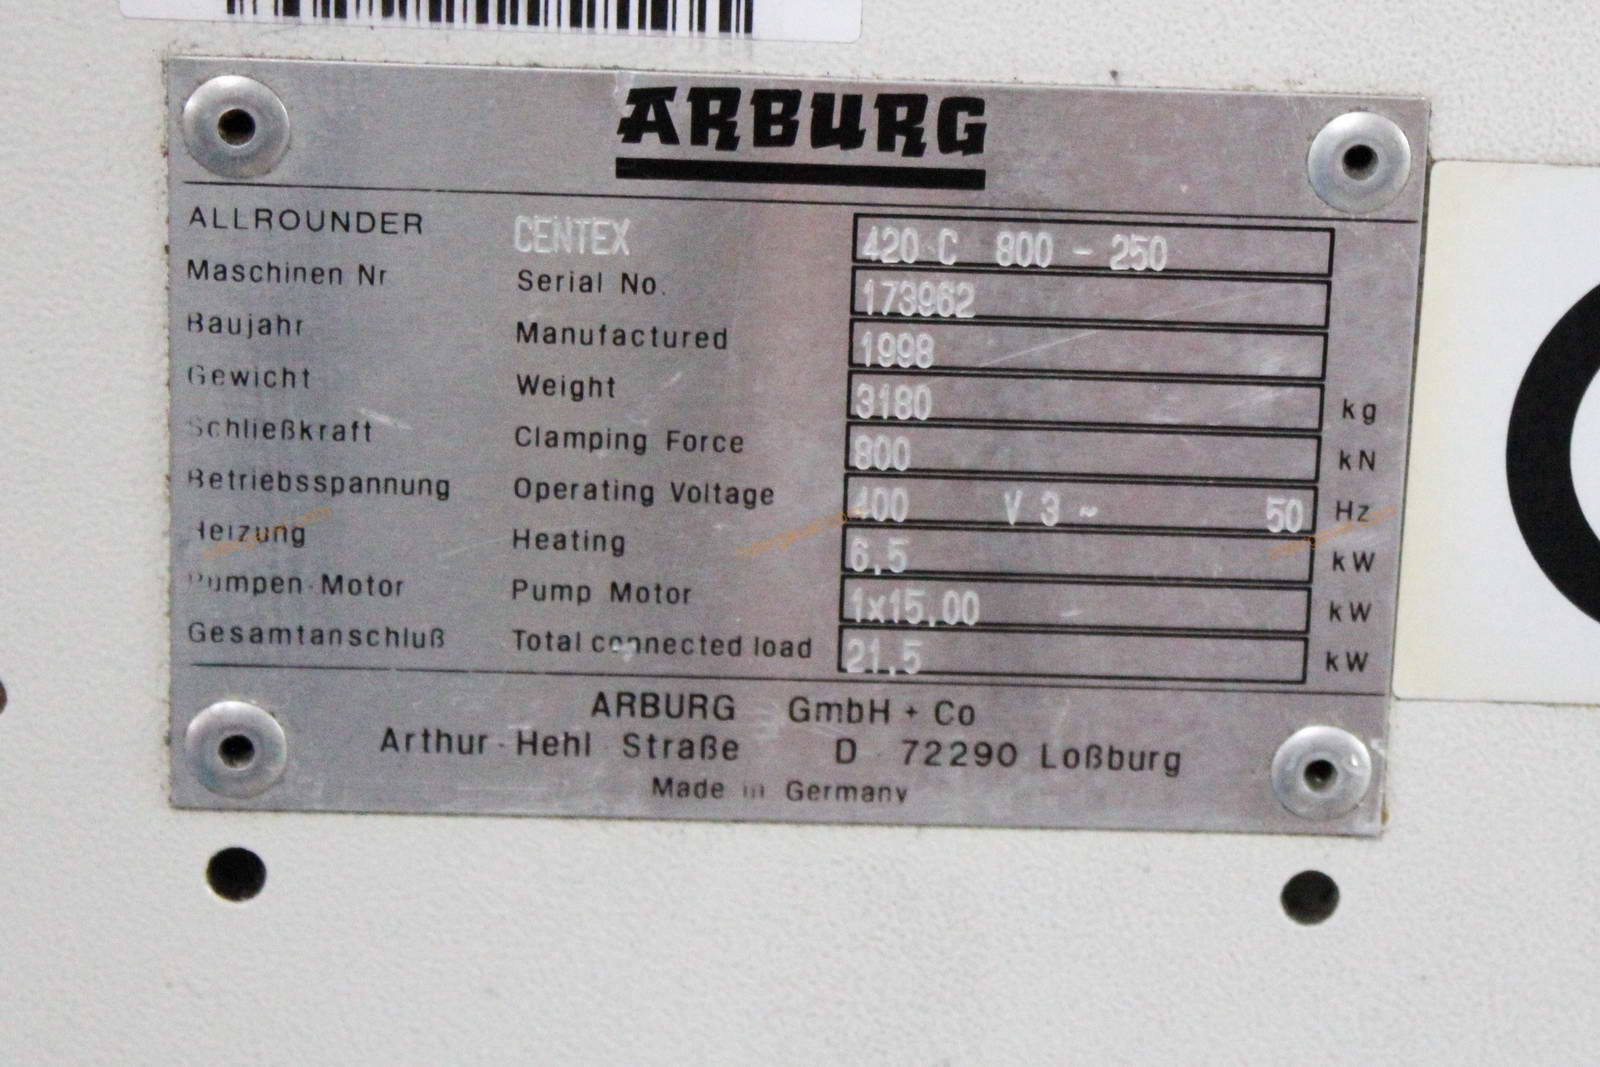 ARBURG
ALLROUNDER CENTEX 420 C 800 - 250
Maschinen Nr Serial No. 173962
Baujahr Manufactured 1998
Gewicht Weight 3180 kg
Schließkraft Clamping Force 800 kN
Betriebsspannung Operating Voltage 400 V 3 ~ 50 Hz
Heizung Heating 6,5 kW
Pumpen-Motor Pump Motor 1x15,00 kW
Gesamtanschluß Total connected load 21,5 kW
ARBURG GmbH + Co
Arthur-Hehl-Straße D-72290 Loßburg
Made in Germany